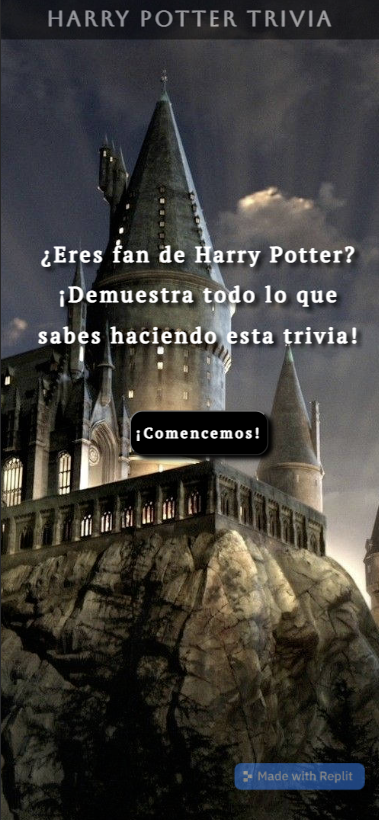 HARRY POTTER TRIVIA
¿Eres fan de Harry Potter?
¡Demuestra todo lo que
sabes haciendo esta trivia!
¡Comencemos!
Made with Replit